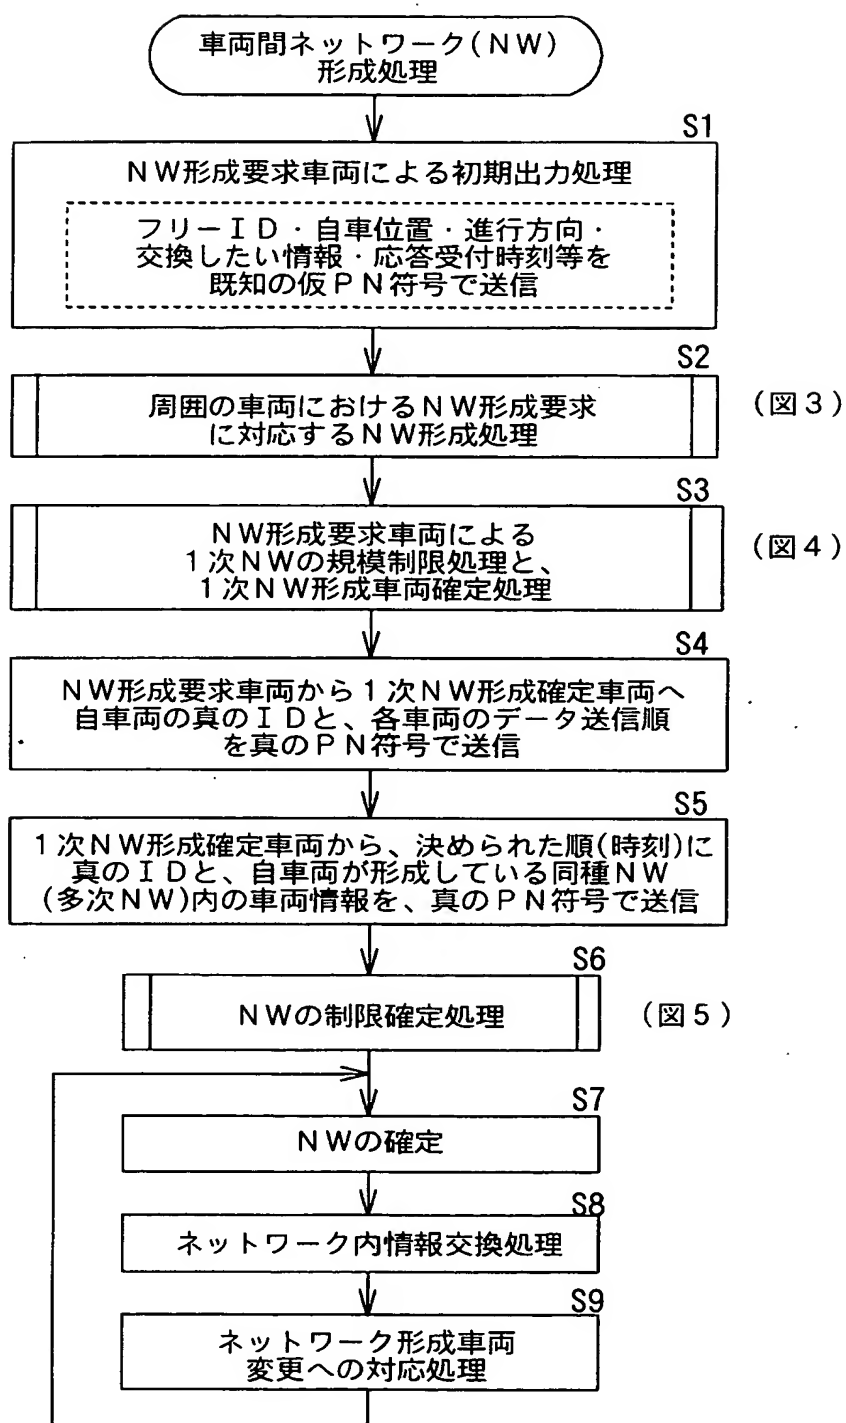 車両間ネットワーク(NW)
形成処理
S1
NW形成要求車両による初期出力処理
フリーID・自車位置・進行方向・
交換したい情報・応答受付時刻等を
既知の仮PN符号で送信
S2
周囲の車両におけるNW形成要求
に対応するNW形成処理
(図3)
S3
NW形成要求車両による
1次NWの規模制限処理と、
1次NW形成車両確定処理
(図4)
S4
NW形成要求車両から1次NW形成確定車両へ
自車両の真のIDと、各車両のデータ送信順
を真のPN符号で送信
S5
1次NW形成確定車両から、決められた順(時刻)に
真のIDと、自車両が形成している同種NW
(多次NW)内の車両情報を、真のPN符号で送信
S6
NWの制限確定処理
(図5)
S7
NWの確定
S8
ネットワーク内情報交換処理
S9
ネットワーク形成車両
変更への対応処理